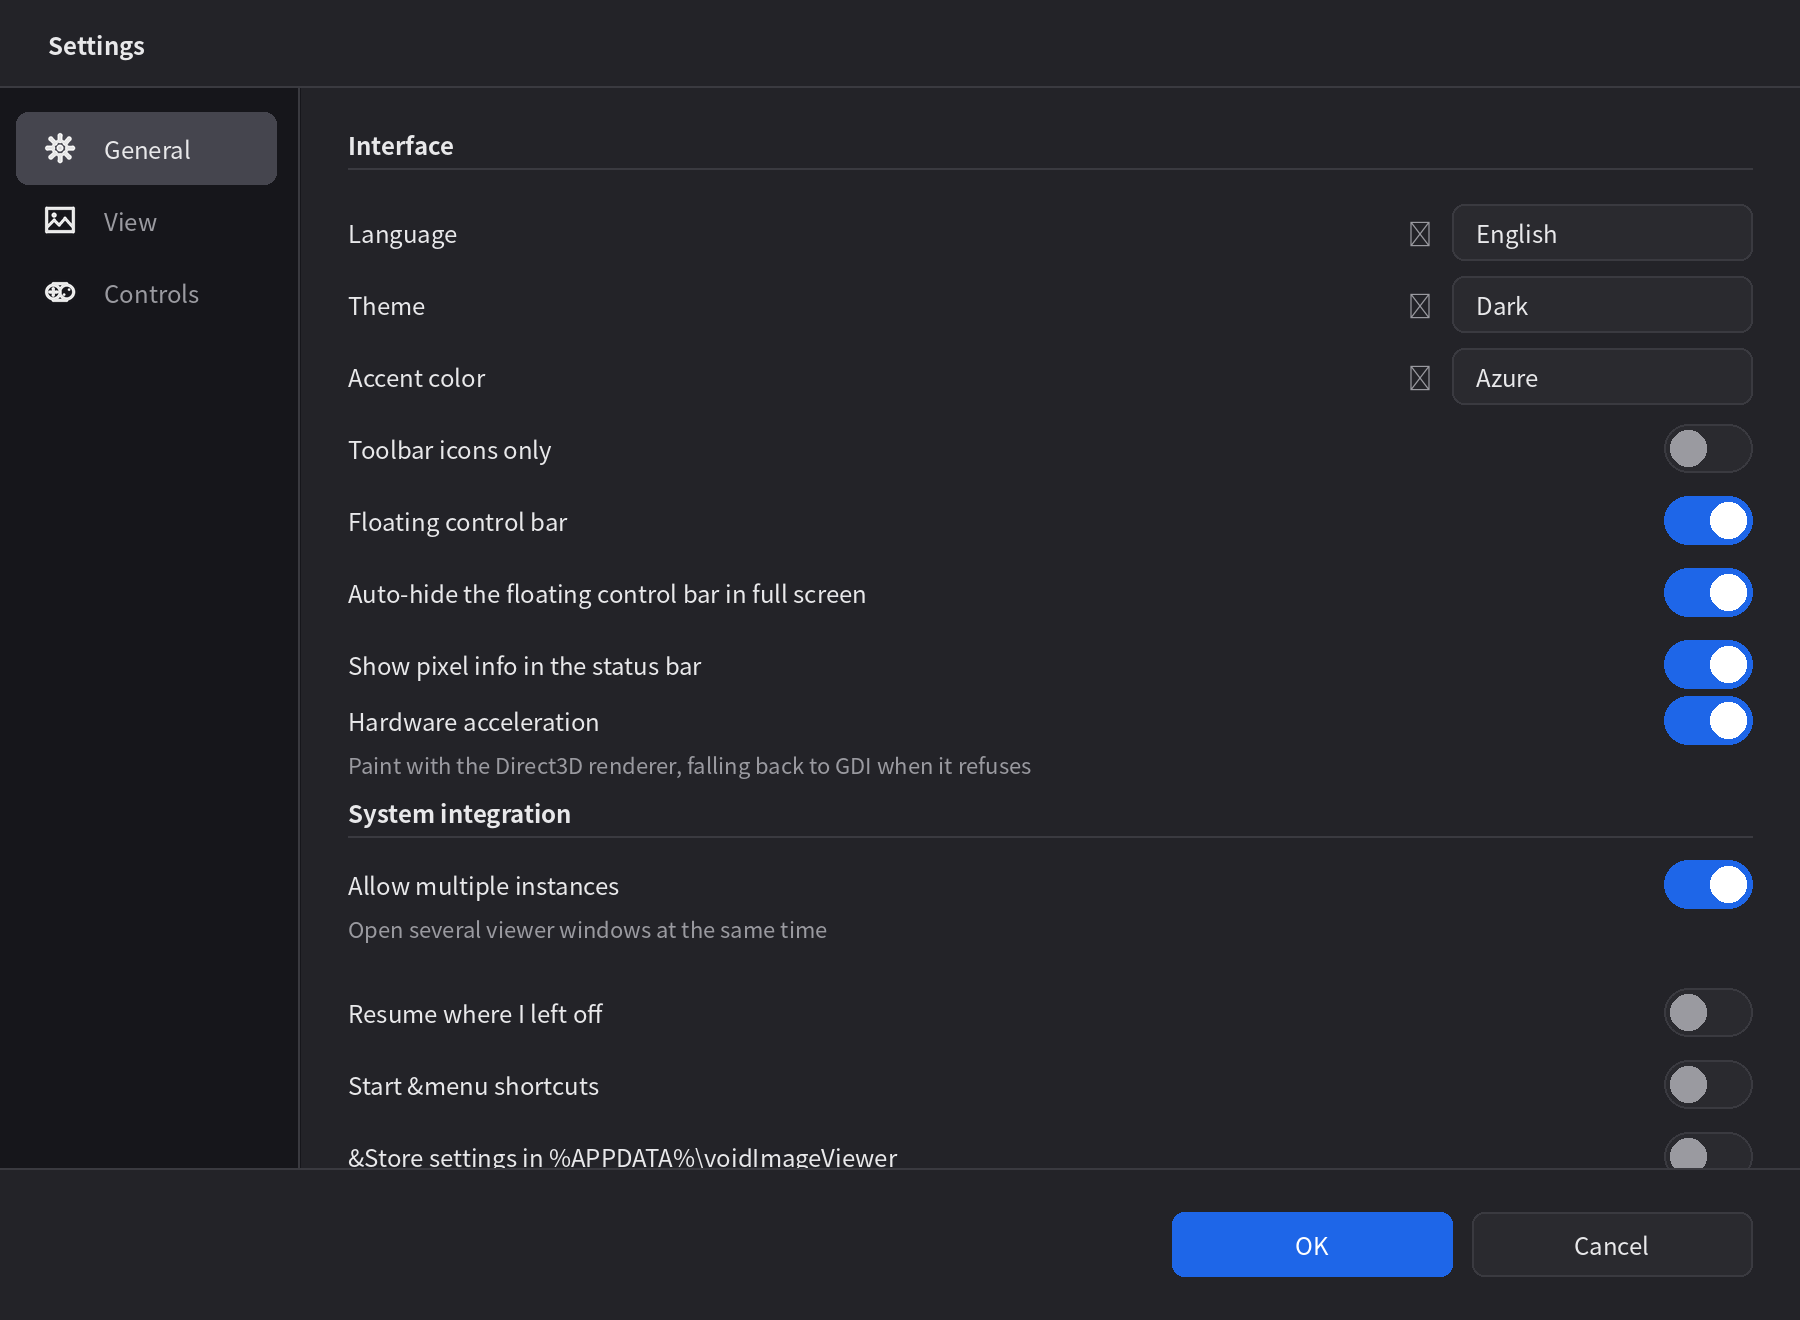 Settings
General
View
Controls
Interface
Language
English
Theme
Dark
Accent color
Azure
Toolbar icons only
Floating control bar
Auto-hide the floating control bar in full screen
Show pixel info in the status bar
Hardware acceleration
Paint with the Direct3D renderer, falling back to GDI when it refuses
System integration
Allow multiple instances
Open several viewer windows at the same time
Resume where I left off
Start &menu shortcuts
&Store settings in %APPDATA%\voidImageViewer
OK
Cancel